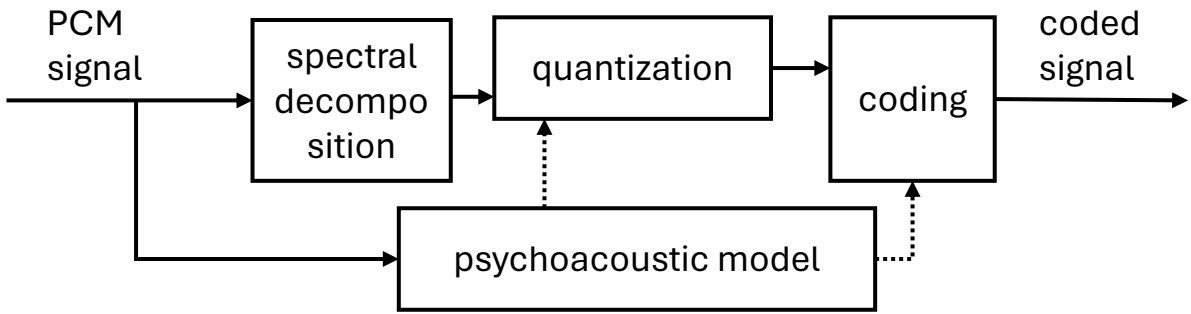 PCM
signal
spectral
decompo
sition
quantization
coding
coded
signal
psychoacoustic model